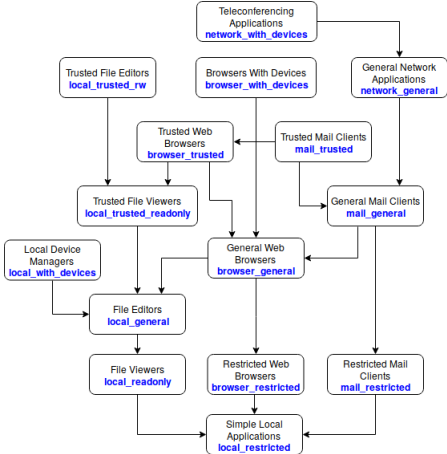 Teleconferencing
Applications
network_with_devices
Trusted File Editors
local_trusted_rw
Browsers With Devices
browser_with_devices
General Network
Applications
network_general
Trusted Web
Browsers
browser_trusted
Trusted Mail Clients
mail_trusted
Trusted File Viewers
local_trusted_readonly
General Mail Clients
mail_general
Local Device
Managers
local_with_devices
General Web
Browsers
browser_general
File Editors
local_general
File Viewers
local_readonly
Restricted Web
Browsers
browser_restricted
Restricted Mail
Clients
mail_restricted
Simple Local
Applications
local_restricted